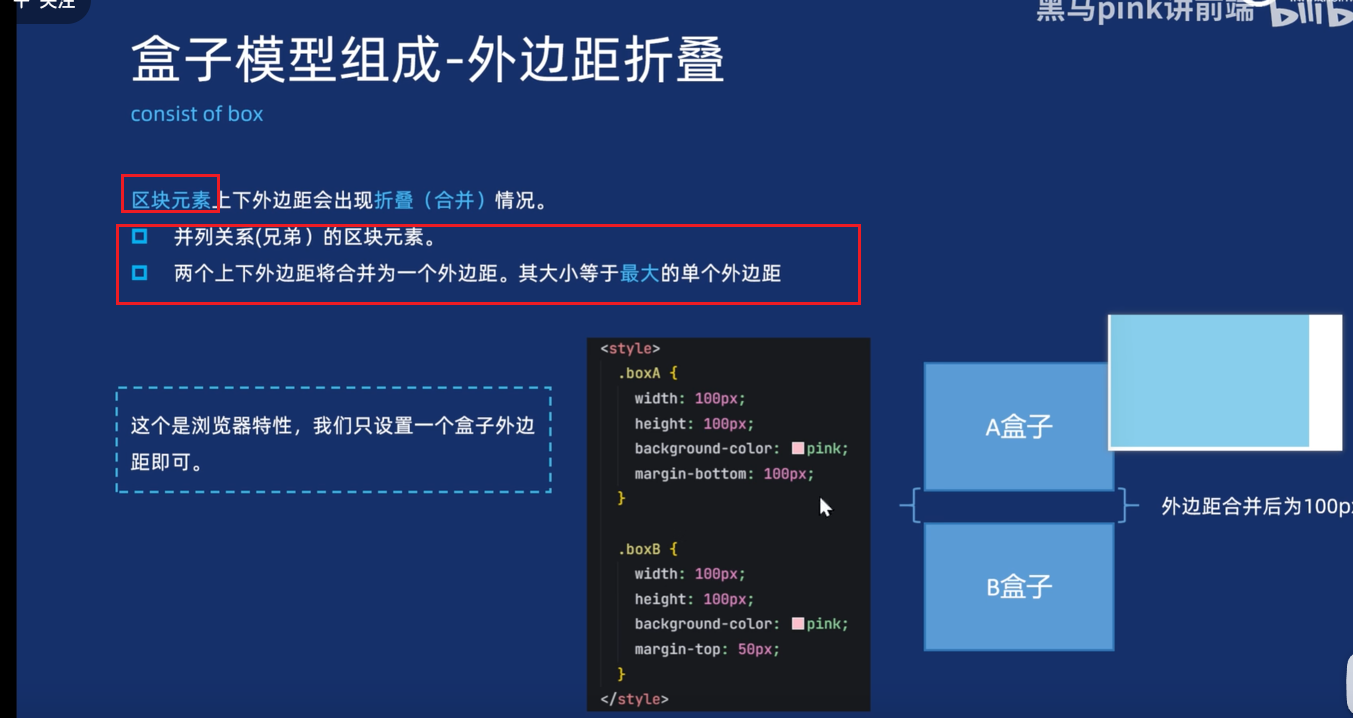 关注
黑马pink讲前端
盒子模型组成-外边距折叠
consist of box
区块元素上下外边距会出现折叠（合并）情况。
并列关系(兄弟）的区块元素。
两个上下外边距将合并为一个外边距。其大小等于最大的单个外边距
这个是浏览器特性，我们只设置一个盒子外边
距即可。
<style>
.boxA {
width: 100px;
height: 100px;
background-color: pink;
margin-bottom: 100px;
}
.boxB {
width: 100px;
height: 100px;
background-color: pink;
margin-top: 50px;
}
</style>
A盒子
外边距合并后为100p
B盒子